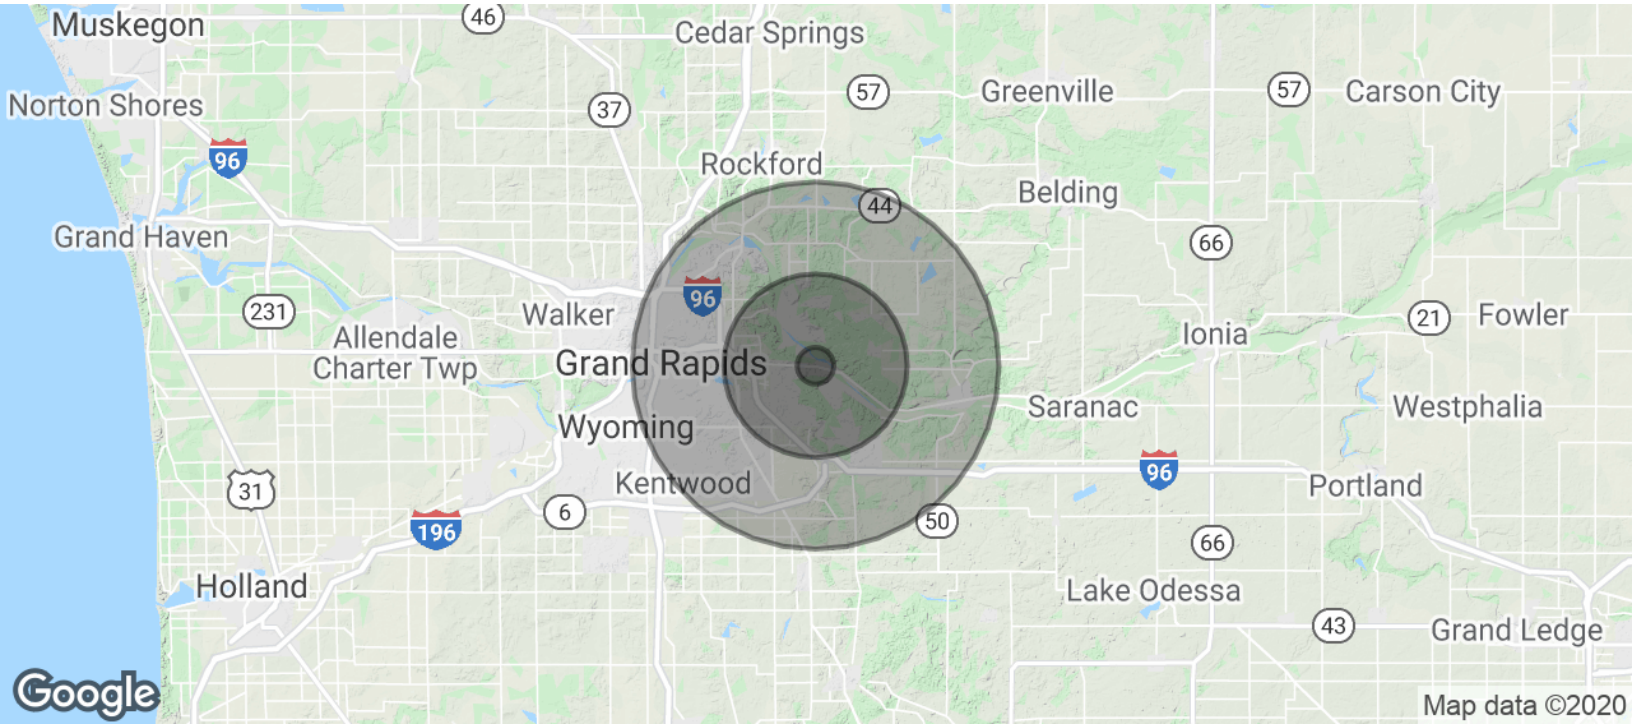 46
Muskegon
Cedar Springs
57
Greenville
57
Carson City
Norton Shores
37
96
Rockford
Belding
44
Grand Haven
66
96
231
Walker
21
Fowler
Allendale
Charter Twp
Ionia
Grand Rapids
Saranac
Westphalia
Wyoming
96
Kentwood
Portland
31
6
50
196
66
Holland
Lake Odessa
43
Grand Ledge
Google
Map data ©2020